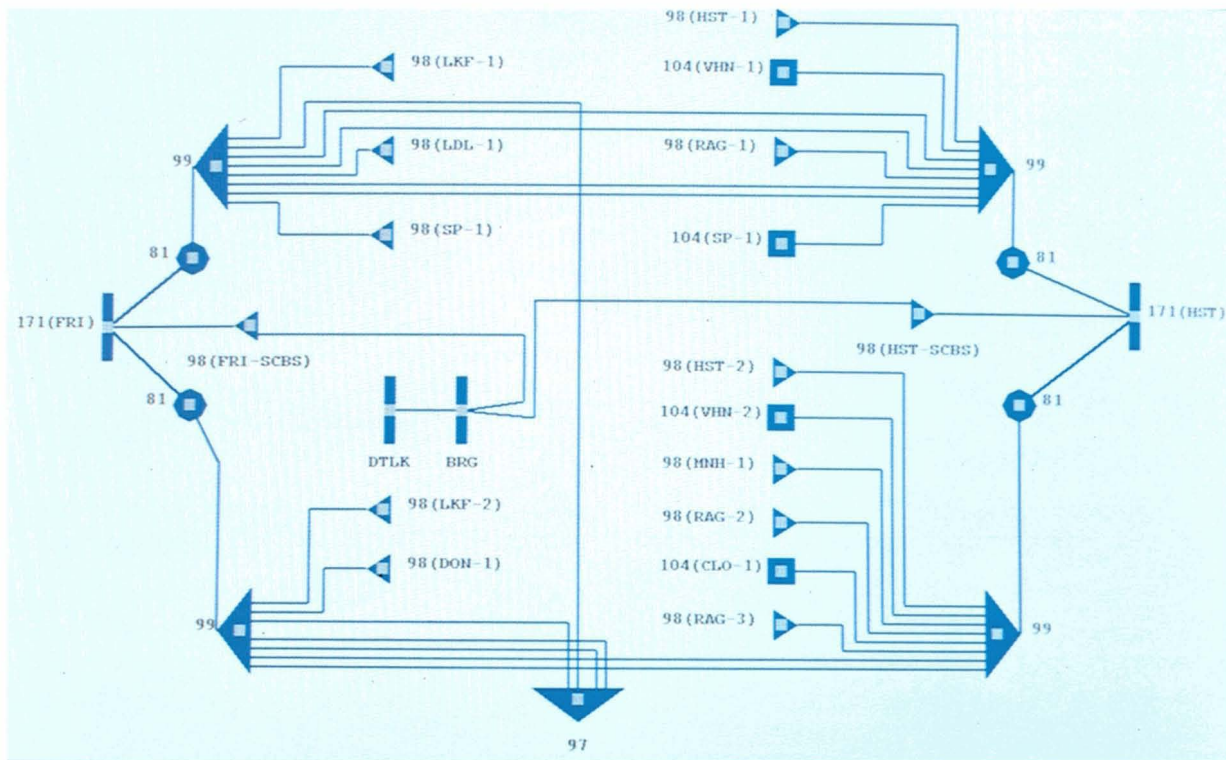 98(HST-1)
98(LKF-1)
104(VHN-1)
99
98(LDL-1)
98(RAG-1)
99
98(SP-1)
104(SP-1)
81
81
171(FRI)
171(HST)
98(FRI-SCBS)
98(HST-SCBS)
98(HST-2)
81
104(VHN-2)
81
DTLK
BRG
98(MNH-1)
98(LKF-2)
98(RAG-2)
98(DON-1)
104(CLO-1)
98(RAG-3)
99
99
97